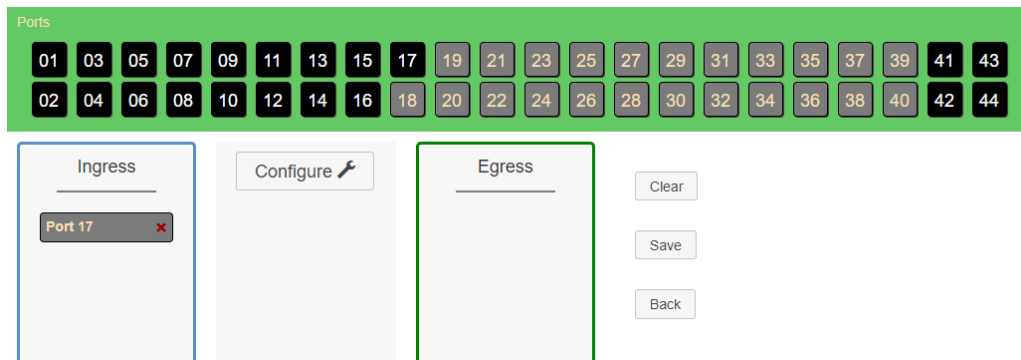 Ports
01 03 05 07 09 11 13 15 17 19 21 23 25 27 29 31 33 35 37 39 41 43
02 04 06 08 10 12 14 16 18 20 22 24 26 28 30 32 34 36 38 40 42 44
Ingress
Port 17
Configure
Egress
Clear
Save
Back